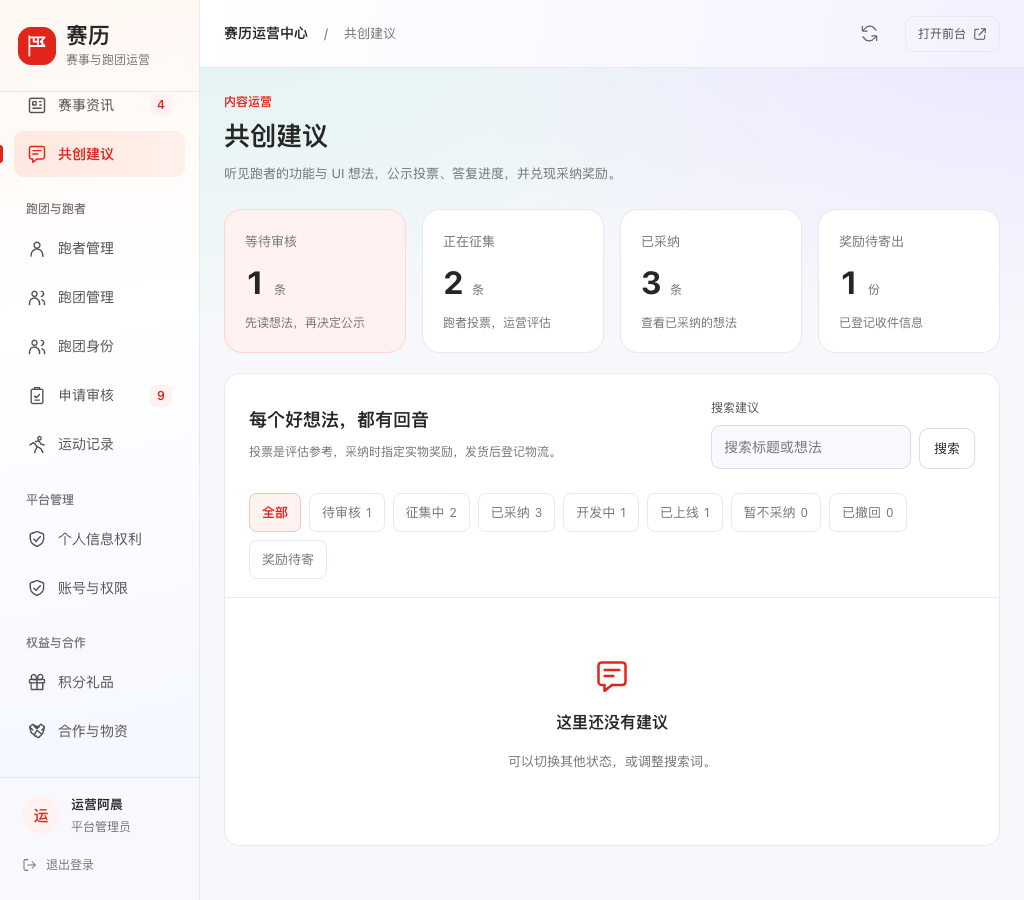 赛历
赛事与跑团运营
赛事资讯 4
共创建议
跑团与跑者
跑者管理
跑团管理
跑团身份
申请审核 9
运动记录
平台管理
个人信息权利
账号与权限
权益与合作
积分礼品
合作与物资
运 运营阿晨
平台管理员
退出登录
赛历运营中心 / 共创建议
打开前台
内容运营
共创建议
听见跑者的功能与 UI 想法，公示投票、答复进度，并兑现采纳奖励。
等待审核
1 条
先读想法，再决定公示
正在征集
2 条
跑者投票，运营评估
已采纳
3 条
查看已采纳的想法
奖励待寄出
1 份
已登记收件信息
每个好想法，都有回音
投票是评估参考，采纳时指定实物奖励，发货后登记物流。
搜索建议
搜索标题或想法 搜索
全部 待审核 1 征集中 2 已采纳 3 开发中 1 已上线 1 暂不采纳 0 已撤回 0
奖励待寄
这里还没有建议
可以切换其他状态，或调整搜索词。